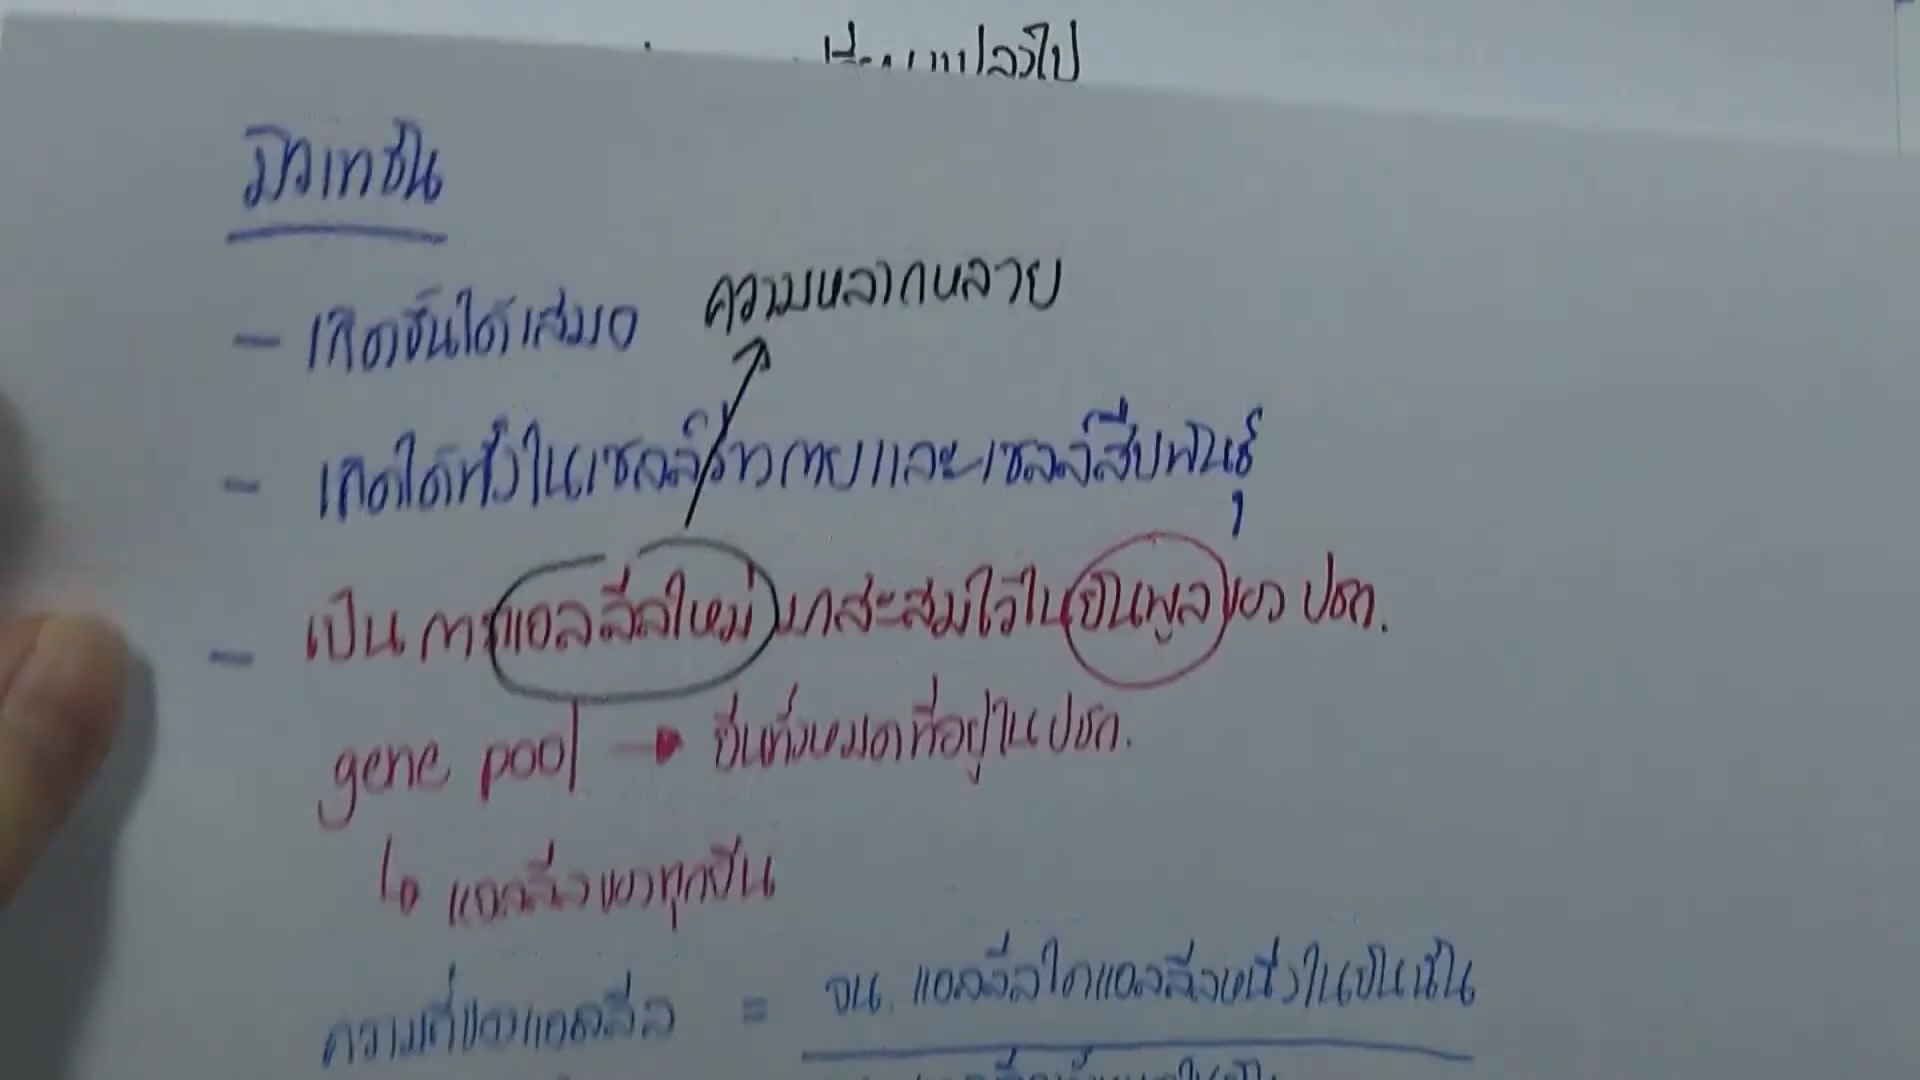 แปลงไป
มิวเทชัน
ความหลากหลาย
- เกิดขึ้นได้เสมอ
- เกิดได้ทั้งในเซลล์ร่างกายและเซลล์สืบพันธุ์
- เป็นการแอลลีลใหม่มาสะสมไว้ในยีนพูลของ ปชก.
gene pool → ยีนทั้งหมดที่อยู่ในปชก.
↳ แอลลีลของทุกยีน
ความถี่ของแอลลีล = จน. แอลลีลใดแอลลีลหนึ่งในยีนนั้น